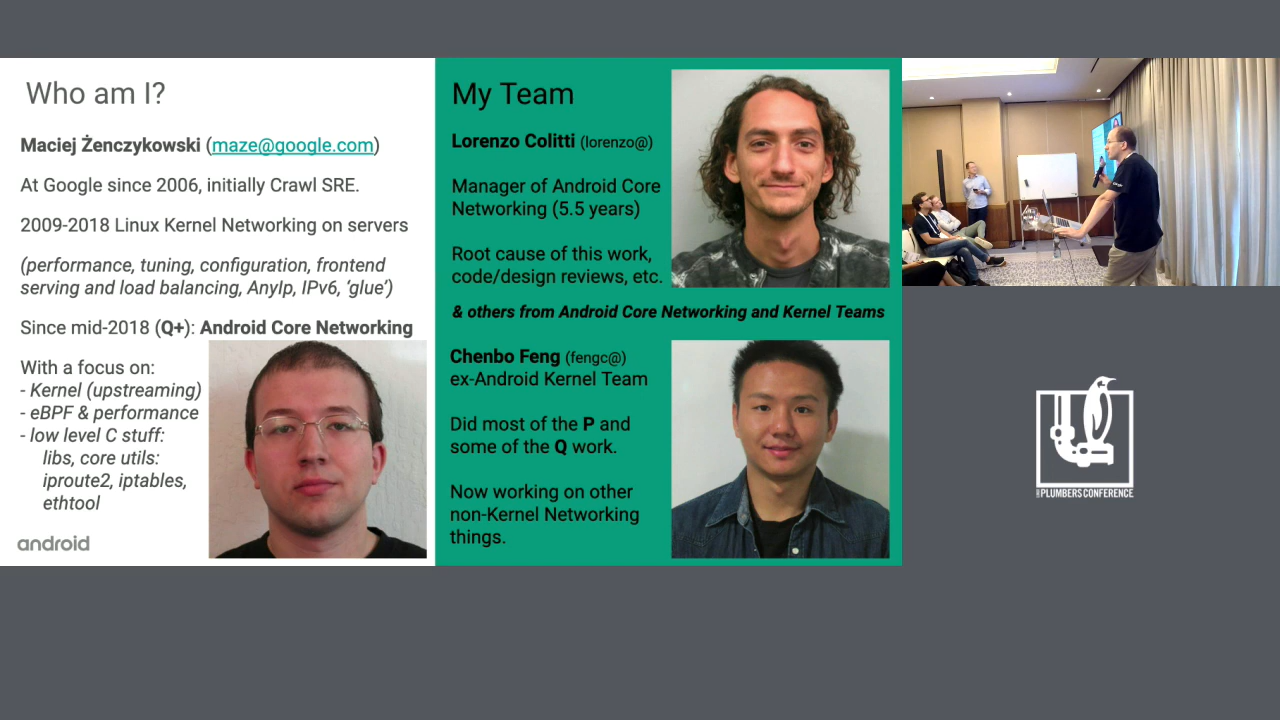 Who am I?
Maciej Żenczykowski (maze@google.com)
At Google since 2006, initially Crawl SRE.
2009-2018 Linux Kernel Networking on servers
(performance, tuning, configuration, frontend
serving and load balancing, AnyIp, IPv6, ‘glue’)
Since mid-2018 (Q+): Android Core Networking
With a focus on:
- Kernel (upstreaming)
- eBPF & performance
- low level C stuff:
libs, core utils:
iproute2, iptables,
ethtool
android
My Team
Lorenzo Colitti (lorenzo@)
Manager of Android Core
Networking (5.5 years)
Root cause of this work,
code/design reviews, etc.
& others from Android Core Networking and Kernel Teams
Chenbo Feng (fengc@)
ex-Android Kernel Team
Did most of the P and
some of the Q work.
Now working on other
non-Kernel Networking
things.
PLUMBERS CONFERENCE